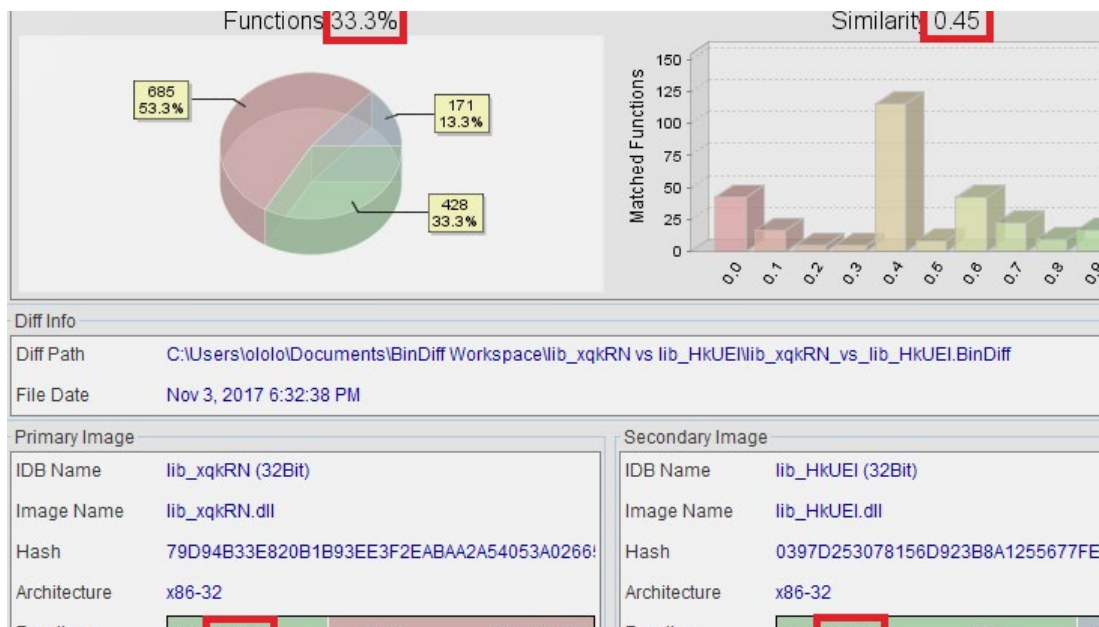 Functions 33.3%
Similarity 0.45
685
53.3%
171
13.3%
428
33.3%
Matched Functions
150
125
100
75
50
25
0
0.0 0.1 0.2 0.3 0.4 0.5 0.6 0.7 0.8 0.9
Diff Info
Diff Path C:\Users\ololo\Documents\BinDiff Workspace\lib_xqkRN vs lib_HkUEI\lib_xqkRN_vs_lib_HkUEI.BinDiff
File Date Nov 3, 2017 6:32:38 PM
Primary Image
IDB Name lib_xqkRN (32Bit)
Image Name lib_xqkRN.dll
Hash 79D94B33E820B1B93EE3F2EABAA2A54053A0266
Architecture x86-32
Secondary Image
IDB Name lib_HkUEI (32Bit)
Image Name lib_HkUEI.dll
Hash 0397D253078156D923B8A1255677FE
Architecture x86-32